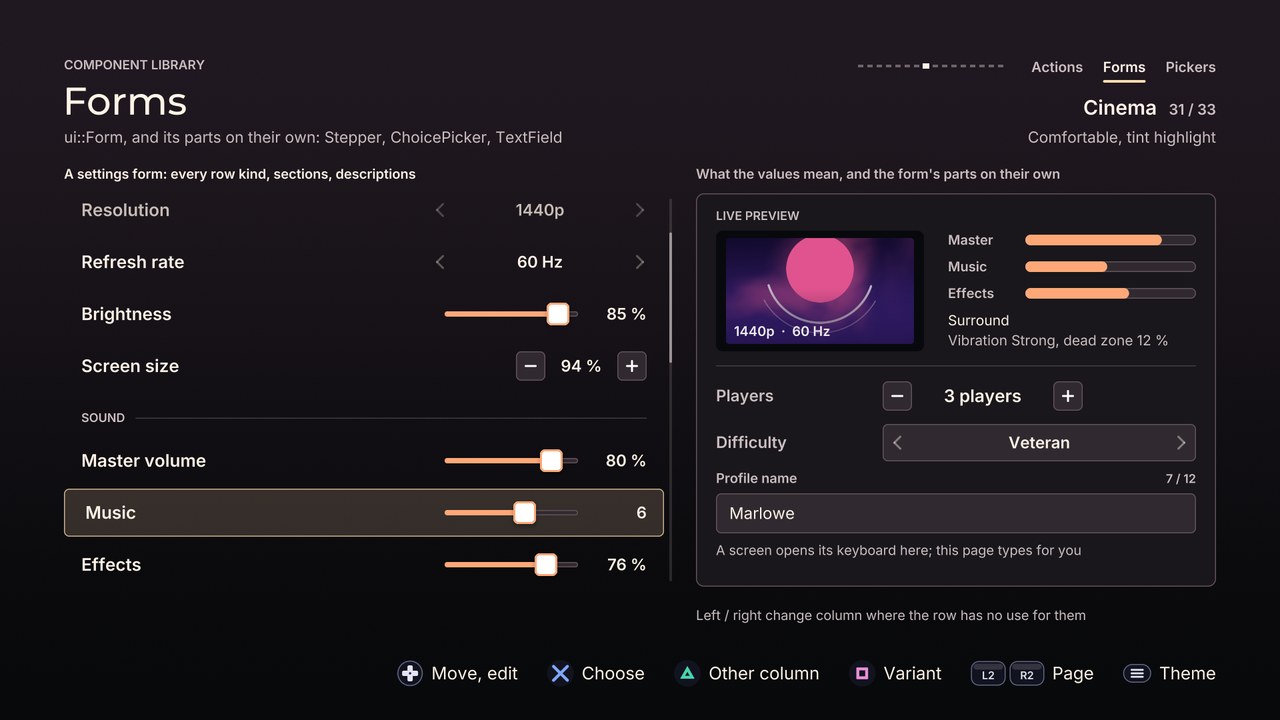 COMPONENT LIBRARY
Forms
ui::Form, and its parts on their own: Stepper, ChoicePicker, TextField
Actions Forms Pickers
Cinema 31 / 33
Comfortable, tint highlight
A settings form: every row kind, sections, descriptions
Resolution 1440p
Refresh rate 60 Hz
Brightness 85 %
Screen size 94 %
SOUND
Master volume 80 %
Music 6
Effects 76 %
What the values mean, and the form's parts on their own
LIVE PREVIEW
1440p · 60 Hz
Master
Music
Effects
Surround
Vibration Strong, dead zone 12 %
Players 3 players
Difficulty Veteran
Profile name 7 / 12
Marlowe
A screen opens its keyboard here; this page types for you
Left / right change column where the row has no use for them
Move, edit Choose Other column Variant L2 R2 Page Theme